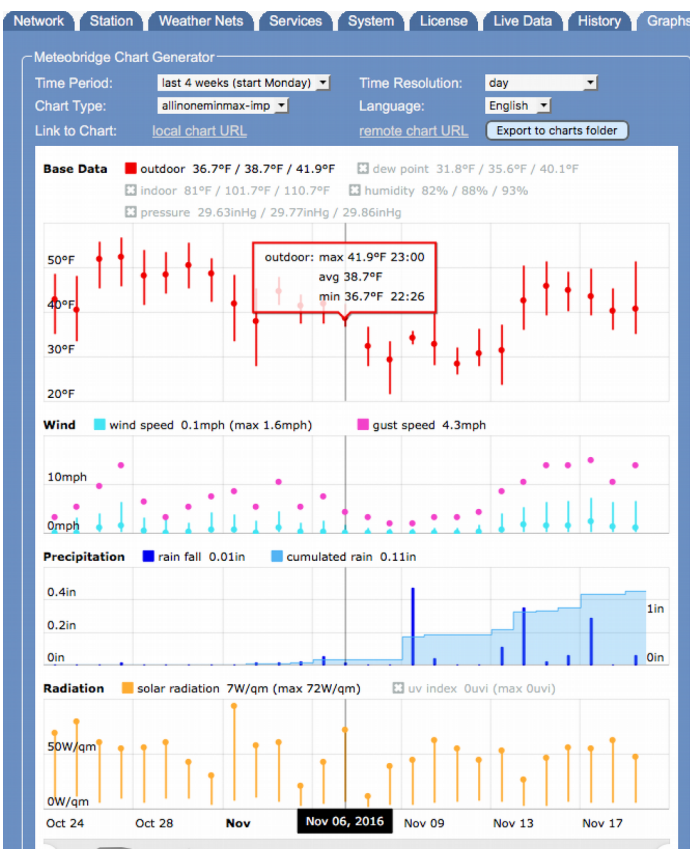 Network Station Weather Nets Services System License Live Data History Graphs
Meteobridge Chart Generator
Time Period: last 4 weeks (start Monday) Time Resolution: day
Chart Type: allinoneminmax-imp Language: English
Link to Chart: local chart URL remote chart URL Export to charts folder
Base Data outdoor 36.7°F / 38.7°F / 41.9°F dew point 31.8°F / 35.6°F / 40.1°F
indoor 81°F / 101.7°F / 110.7°F humidity 82% / 88% / 93%
pressure 29.63inHg / 29.77inHg / 29.86inHg
50°F
outdoor: max 41.9°F 23:00
avg 38.7°F
min 36.7°F 22:26
40°F
30°F
20°F
Wind wind speed 0.1mph (max 1.6mph) gust speed 4.3mph
10mph
0mph
Precipitation rain fall 0.01in cumulated rain 0.11in
0.4in
1in
0.2in
0in 0in
Radiation solar radiation 7W/qm (max 72W/qm) uv index 0uvi (max 0uvi)
50W/qm
0W/qm
Oct 24 Oct 28 Nov Nov 06, 2016 Nov 09 Nov 13 Nov 17